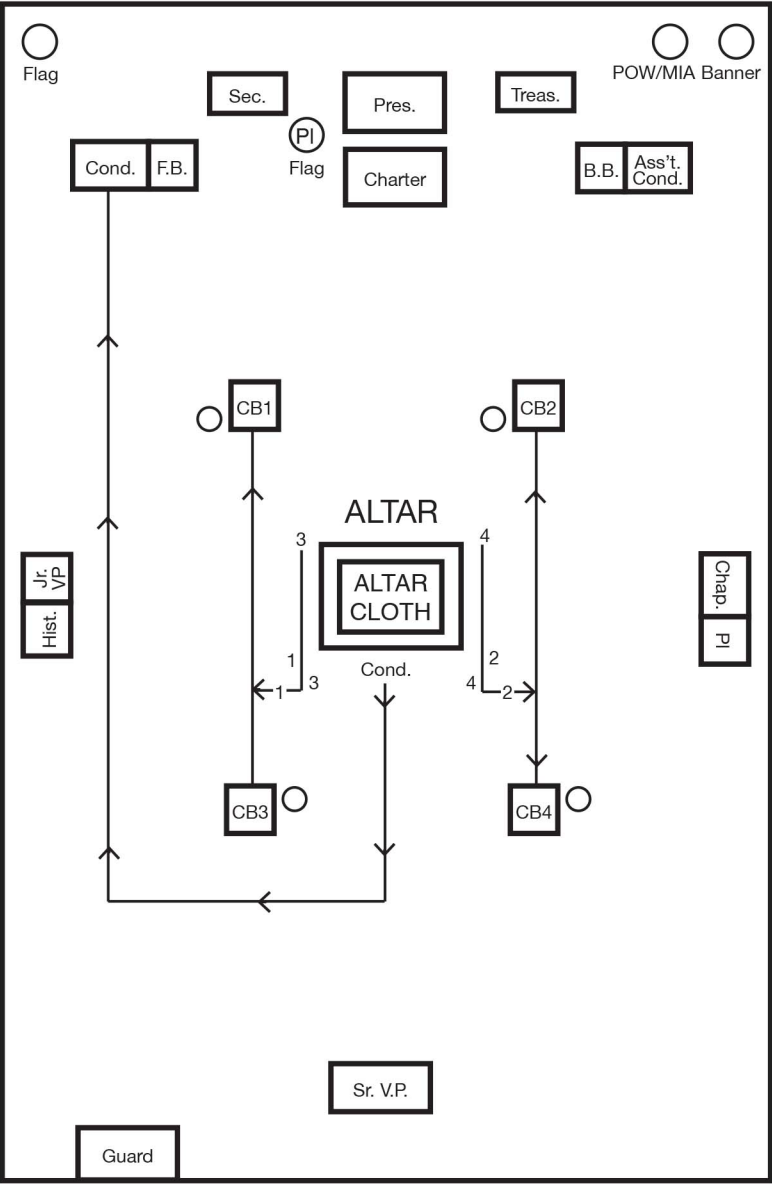 Flag
POW/MIA Banner
Sec.
Pres.
Treas.
PI
Flag
Cond.
F.B.
Charter
B.B.
Ass't.
Cond.
CB1
CB2
ALTAR
3
4
ALTAR
CLOTH
Jr.
VP
Hist.
Chap.
PI
1
2
Cond.
3
4
1
2
CB3
CB4
Sr. V.P.
Guard